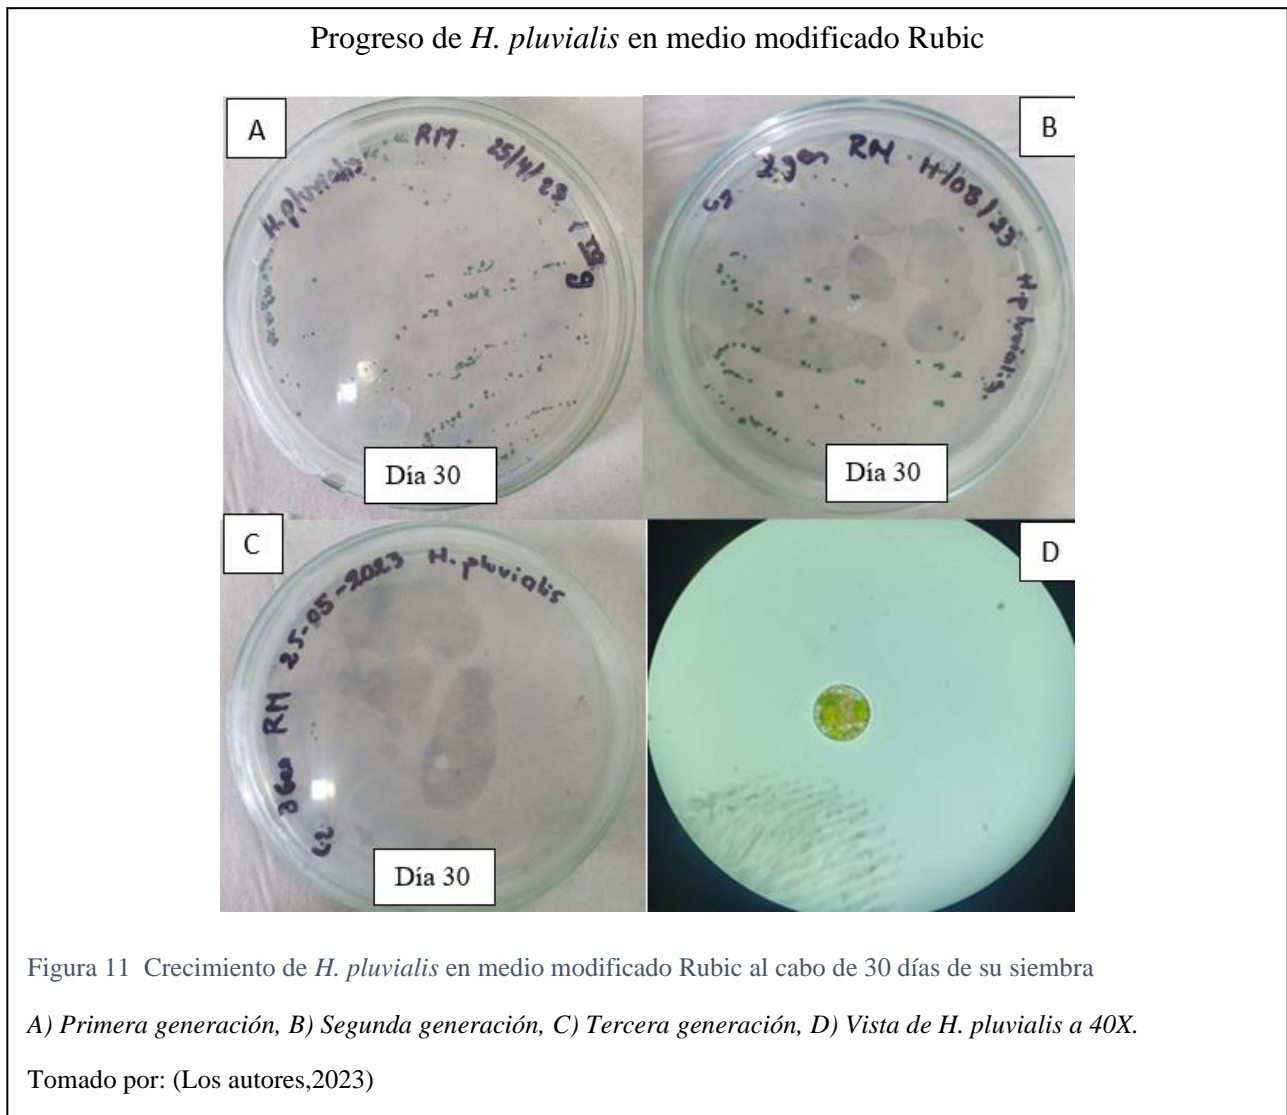 Progreso de H. pluvialis en medio modificado Rubic
A
H. pluvialis RM. 25/4/23
Día 30
B
2gen RM. 11/08/23 H. pluvialis.
Día 30
C
3Gen RM 25-05-2023 H. pluvialis
Día 30
D
Figura 11 Crecimiento de H. pluvialis en medio modificado Rubic al cabo de 30 días de su siembra
A) Primera generación, B) Segunda generación, C) Tercera generación, D) Vista de H. pluvialis a 40X.
Tomado por: (Los autores,2023)